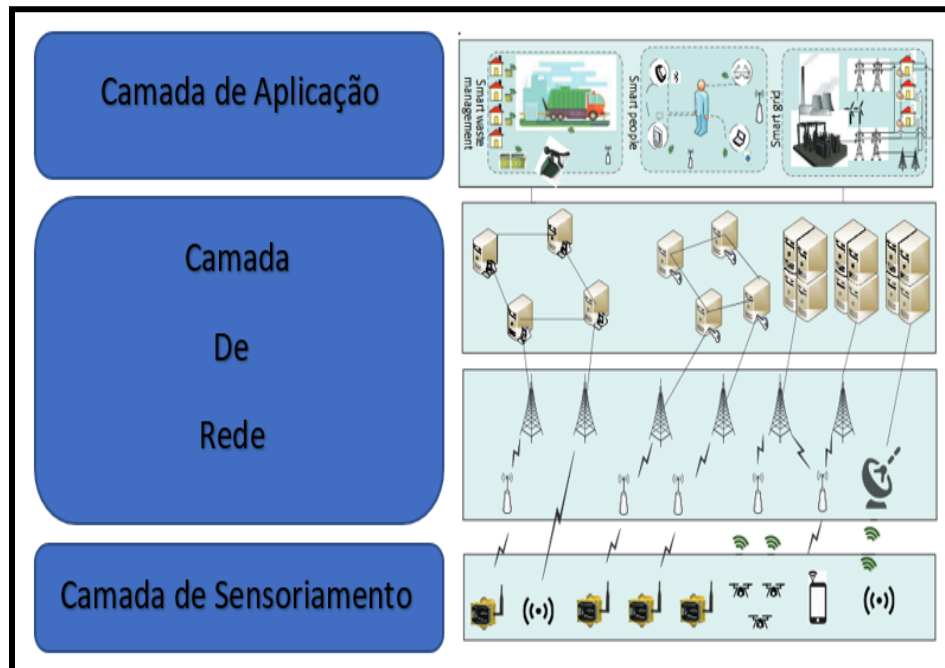 Camada de Aplicação
Smart waste
management
Smart people
Smart grid
Camada
De
Rede
Camada de Sensoriamento